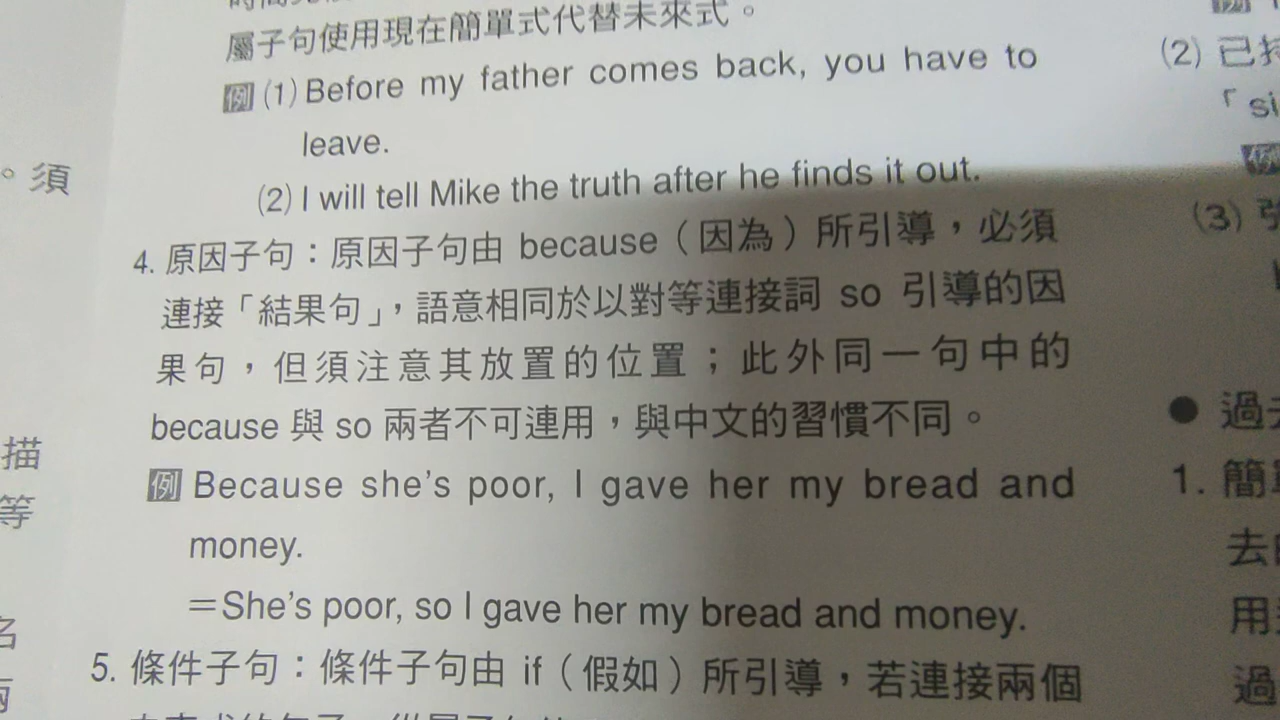 屬子句使用現在簡單式代替未來式。
例(1)Before my father comes back, you have to
leave.
(2)I will tell Mike the truth after he finds it out.
4. 原因子句：原因子句由 because（因為）所引導，必須
連接「結果句」，語意相同於以對等連接詞 so 引導的因
果句，但須注意其放置的位置；此外同一句中的
because 與 so 兩者不可連用，與中文的習慣不同。
例 Because she's poor, I gave her my bread and
money.
＝She's poor, so I gave her my bread and money.
5. 條件子句：條件子句由 if（假如）所引導，若連接兩個
。須
描
等
(2) 已
「si
例
(3)
● 過
1. 簡
去
用
過